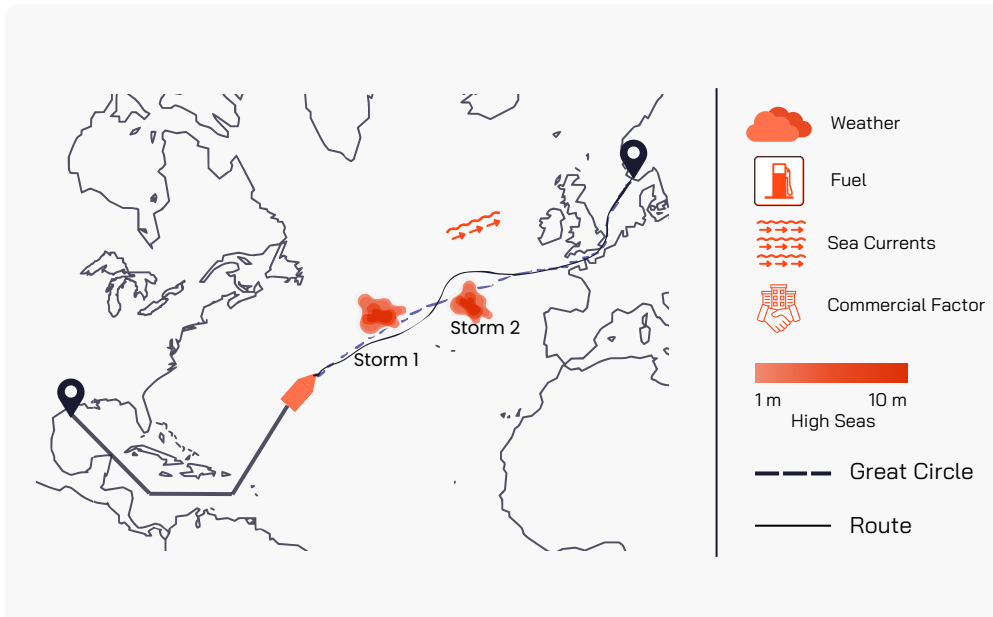 Storm 1
Storm 2
Weather
Fuel
Sea Currents
Commercial Factor
1 m 10 m
High Seas
Great Circle
Route